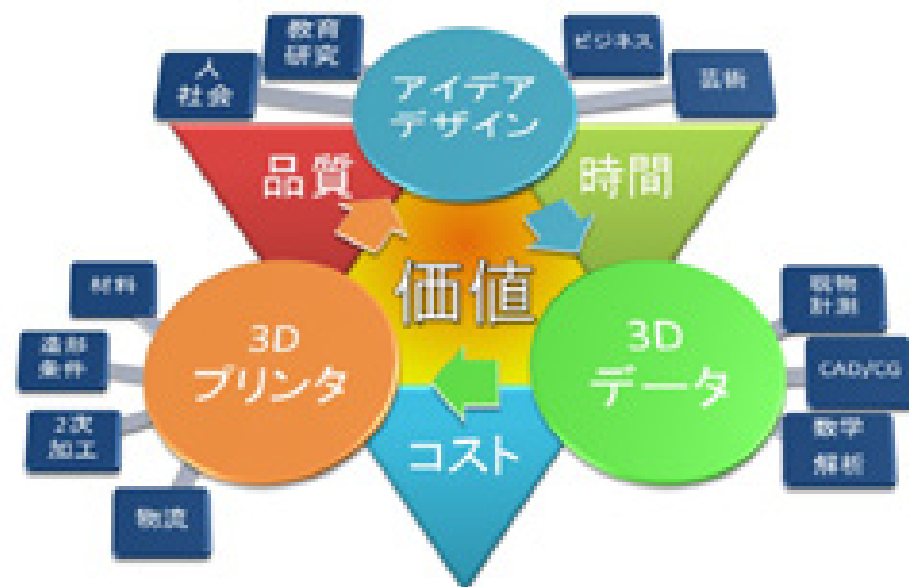 教育
研究
人
社会
アイデア
デザイン
ビジネス
芸術
品質
時間
価値
材料
造形
条件
2次
加工
物流
3D
プリンタ
3D
データ
現物
計測
CAD/CG
数学
解析
コスト